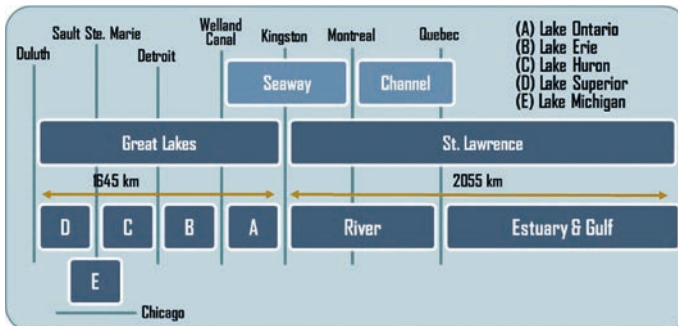 Duluth
Sault Ste. Marie
Detroit
Welland
Canal
Kingston
Montreal
Quebec
(A) Lake Ontario
(B) Lake Erie
(C) Lake Huron
(D) Lake Superior
(E) Lake Michigan
Seaway
Channel
Great Lakes
St. Lawrence
1645 km
2055 km
D
C
B
A
River
Estuary & Gulf
E
Chicago